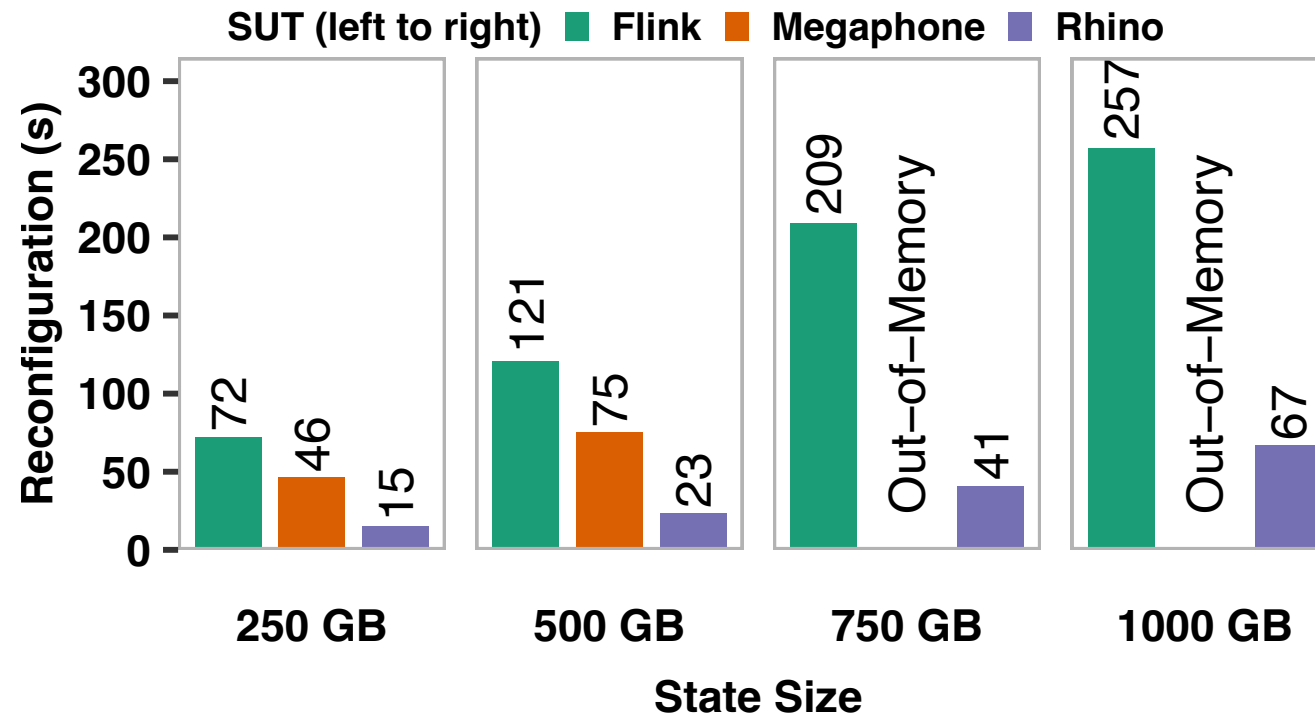 SUT (left to right) Flink Megaphone Rhino
Reconfiguration (s)
300
250
200
150
100
50
0
72
46
15
121
75
23
209
Out−of−Memory
41
257
Out−of−Memory
67
250 GB
500 GB
750 GB
1000 GB
State Size